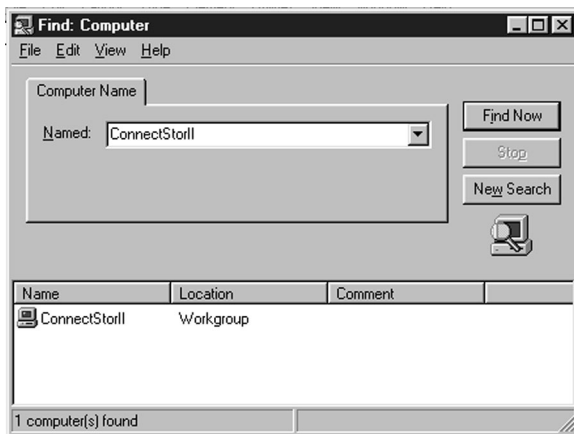 Find: Computer
File Edit View Help
Computer Name
Named: ConnectStorII
Find Now
Stop
New Search
Name Location Comment
ConnectStorII Workgroup
1 computer(s) found